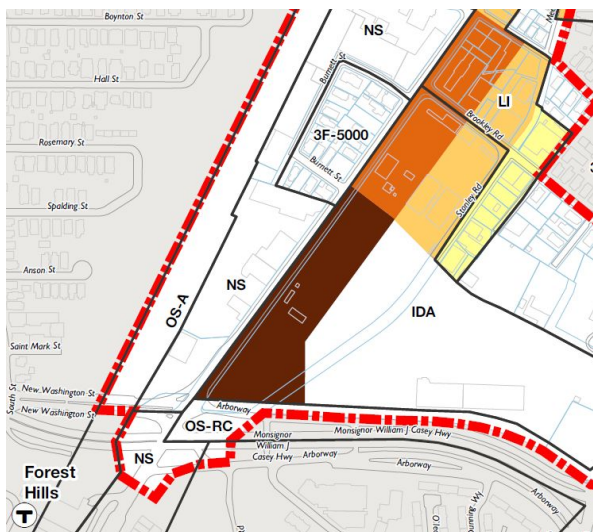 Boynton St
Hall St
Rosemary St
Spalding St
Anson St
Saint Mark St
South St
New Washington St
New Washington St
Forest
Hills
T
OS-A
NS
Burnett St
3F-5000
Burnett St
NS
LI
Brookley Rd
Stanley Rd
IDA
Arborway
OS-RC
NS
Monsignor
William J
Casey Hwy
Monsignor William J Casey Hwy
Arborway
Arborway
Arborway